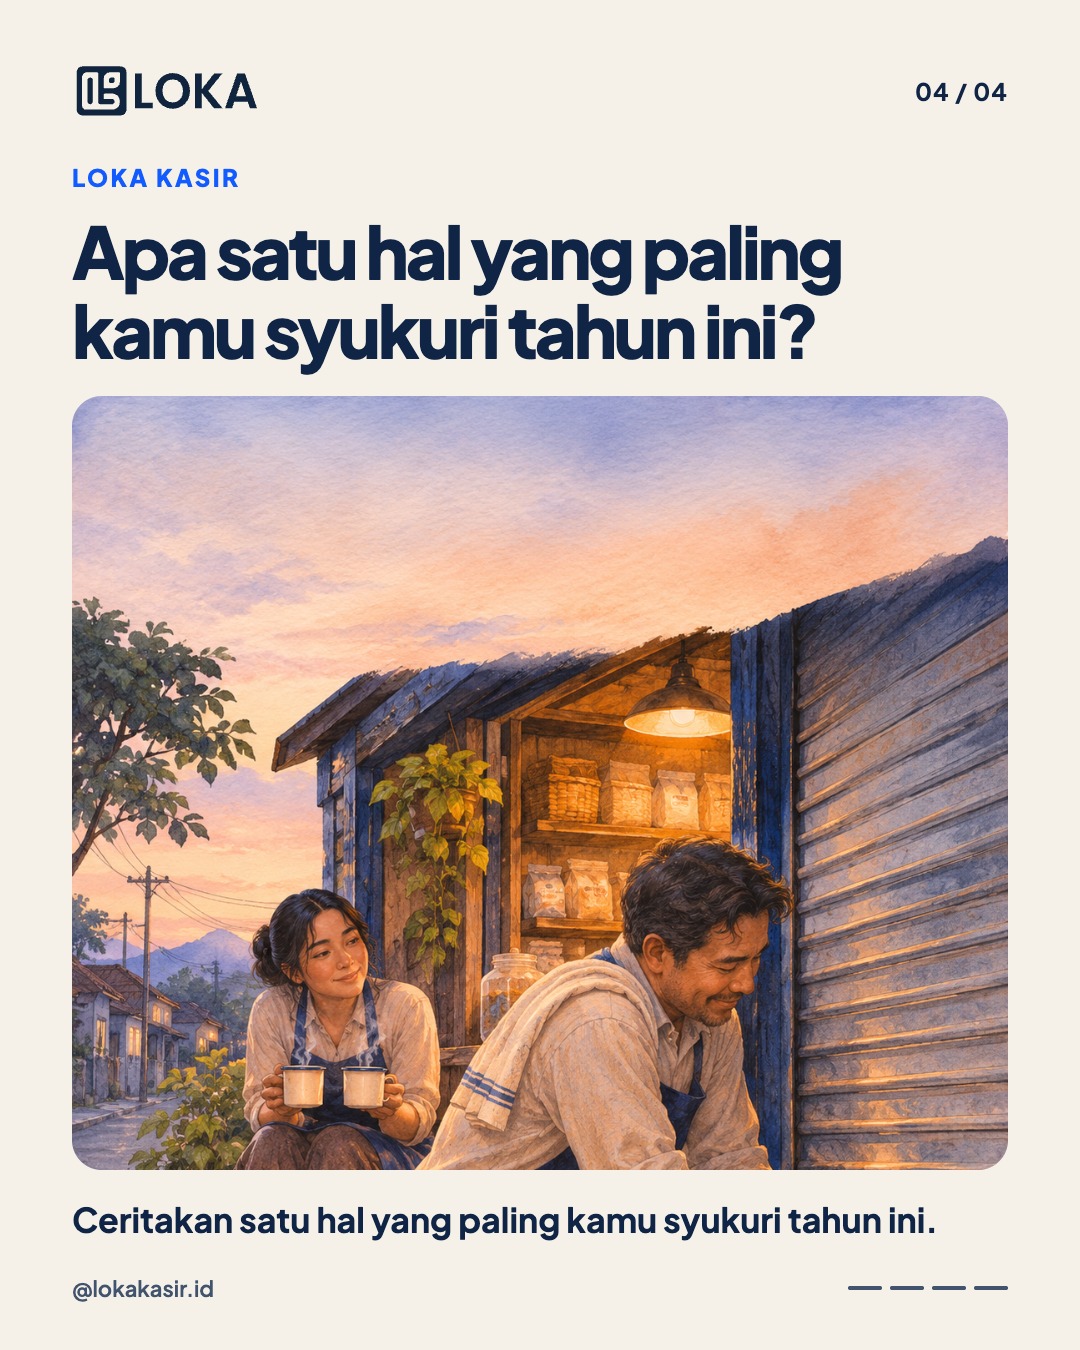 LOKA
04 / 04
LOKA KASIR
Apa satu hal yang paling
kamu syukuri tahun ini?
Ceritakan satu hal yang paling kamu syukuri tahun ini.
@lokakasir.id